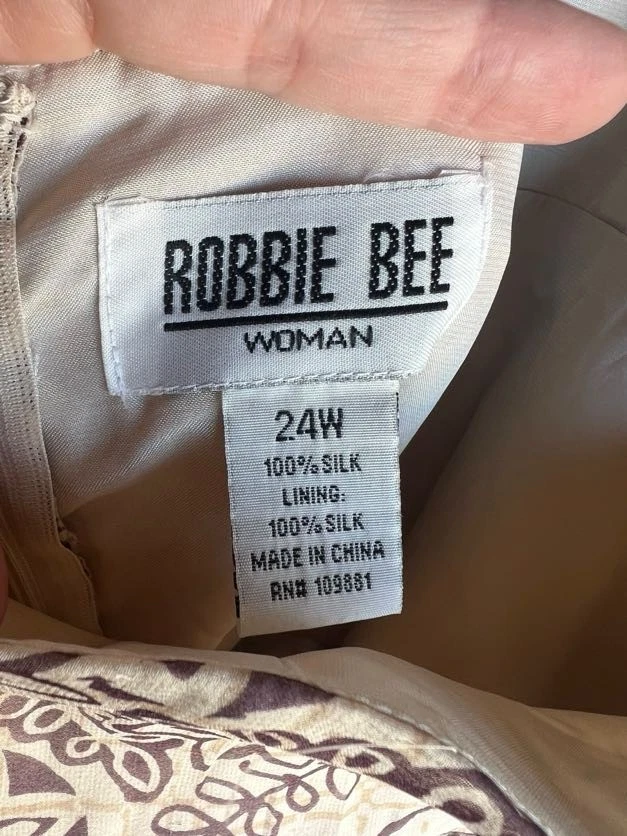 ROBBIE BEE
WOMAN
24W
100% SILK
LINING:
100% SILK
MADE IN CHINA
RN# 109881